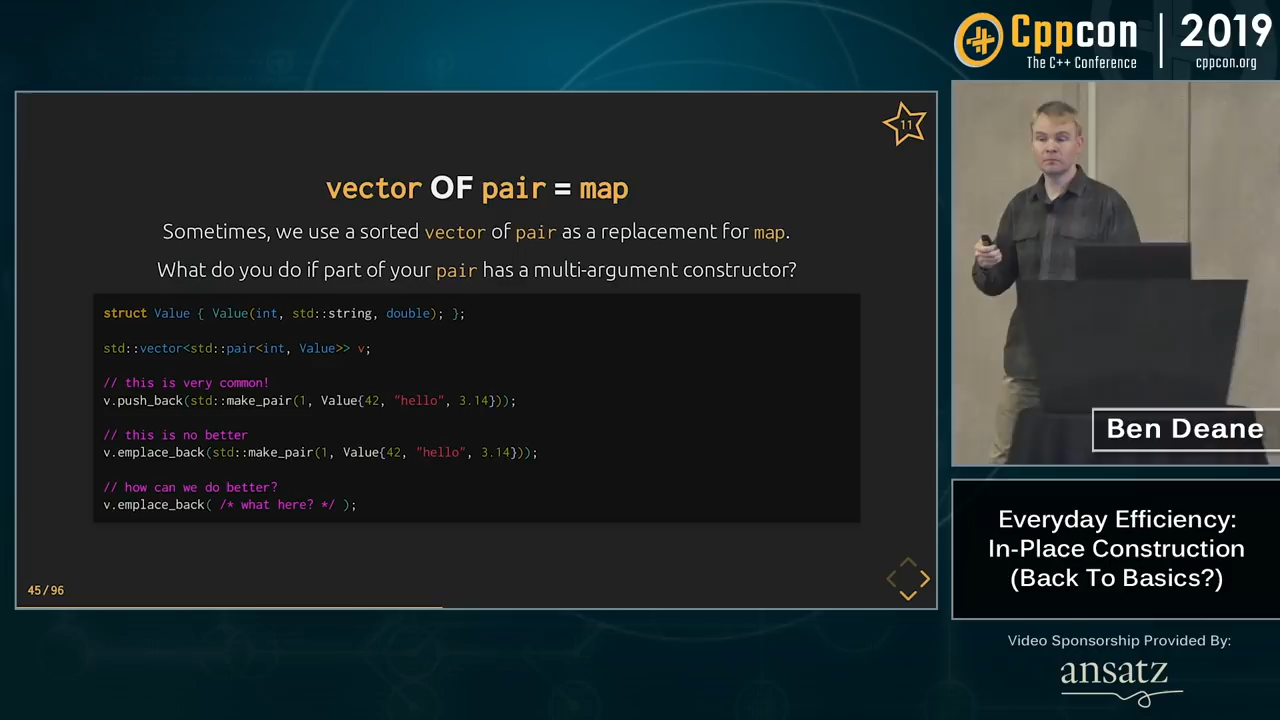 Cppcon | 2019
The C++ Conference cppcon.org
11
vector OF pair = map
Sometimes, we use a sorted vector of pair as a replacement for map.
What do you do if part of your pair has a multi-argument constructor?
struct Value { Value(int, std::string, double); };
std::vector<std::pair<int, Value>> v;
// this is very common!
v.push_back(std::make_pair(1, Value{42, "hello", 3.14}));
// this is no better
v.emplace_back(std::make_pair(1, Value{42, "hello", 3.14}));
// how can we do better?
v.emplace_back( /* what here? */ );
45/96
Ben Deane
Everyday Efficiency:
In-Place Construction
(Back To Basics?)
Video Sponsorship Provided By:
ansatz